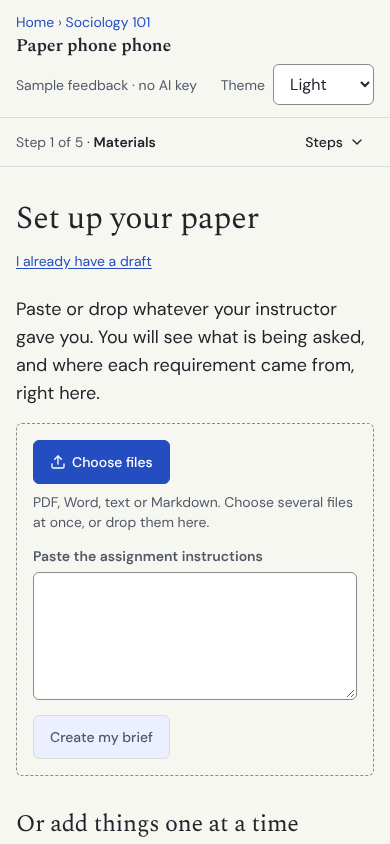 Home › Sociology 101
Paper phone phone
Sample feedback · no AI key Theme Light
Step 1 of 5 · Materials Steps
Set up your paper
I already have a draft
Paste or drop whatever your instructor
gave you. You will see what is being asked,
and where each requirement came from,
right here.
Choose files
PDF, Word, text or Markdown. Choose several files
at once, or drop them here.
Paste the assignment instructions
Create my brief
Or add things one at a time